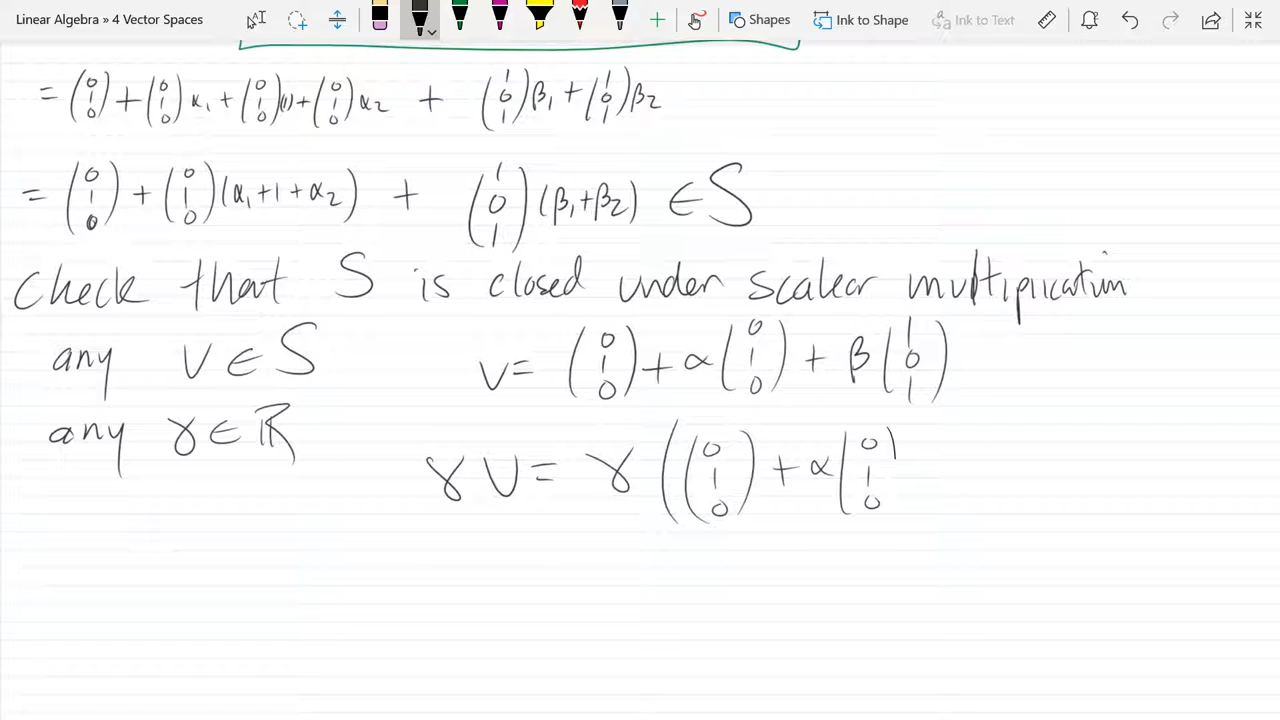 Linear Algebra » 4 Vector Spaces Shapes Ink to Shape Ink to Text
= (0 1 0) + (0 1 0) α₁ + (0 1 0)(1) + (0 1 0) α₂ + (1 0 1) β₁ + (1 0 1) β₂
= (0 1 0) + (0 1 0)(α₁+1+α₂) + (1 0 1)(β₁+β₂) ∈ S
Check that S is closed under scalar multiplication
any v ∈ S v = (0 1 0) + α (0 1 0) + β (1 0 1)
any γ ∈ ℝ
γ v = γ ((0 1 0) + α (0 1 0)